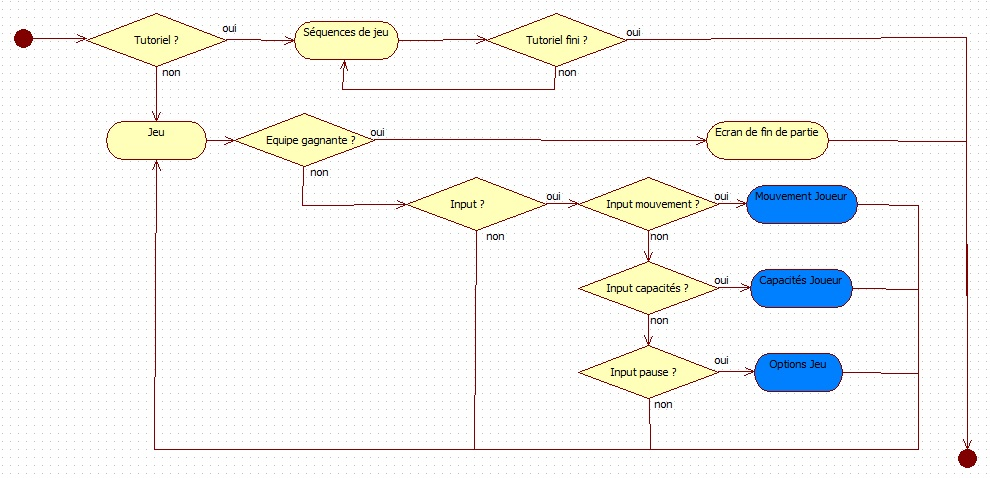 Tutoriel ?
oui
Séquences de jeu
Tutoriel fini ?
oui
non
non
Jeu
Equipe gagnante ?
oui
Ecran de fin de partie
non
Input ?
oui
Input mouvement ?
oui
Mouvement Joueur
non
non
Input capacités ?
oui
Capacités Joueur
non
Input pause ?
oui
Options Jeu
non